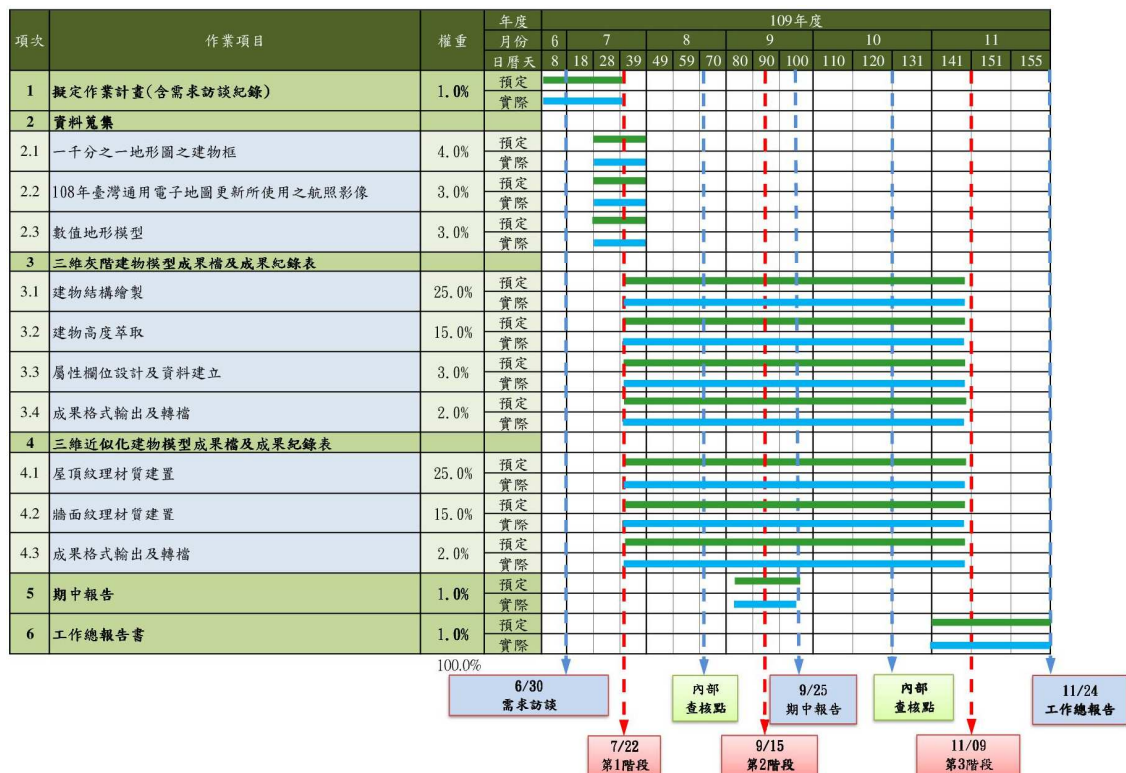 項次 作業項目 權重 年度 109年度
月份 6 7 8 9 10 11
日曆天 8 18 28 39 49 59 70 80 90 100 110 120 131 141 151 155
1 擬定作業計畫(含需求訪談紀錄) 1.0% 預定
實際
2 資料蒐集
2.1 一千分之一地形圖之建物框 4.0% 預定
實際
2.2 108年臺灣通用電子地圖更新所使用之航照影像 3.0% 預定
實際
2.3 數值地形模型 3.0% 預定
實際
3 三維灰階建物模型成果檔及成果紀錄表
3.1 建物結構繪製 25.0% 預定
實際
3.2 建物高度萃取 15.0% 預定
實際
3.3 屬性欄位設計及資料建立 3.0% 預定
實際
3.4 成果格式輸出及轉檔 2.0% 預定
實際
4 三維近似化建物模型成果檔及成果紀錄表
4.1 屋頂紋理材質建置 25.0% 預定
實際
4.2 牆面紋理材質建置 15.0% 預定
實際
4.3 成果格式輸出及轉檔 2.0% 預定
實際
5 期中報告 1.0% 預定
實際
6 工作總報告書 1.0% 預定
實際
100.0%
6/30
需求訪談
內部
查核點
9/25
期中報告
內部
查核點
11/24
工作總報告
7/22
第1階段
9/15
第2階段
11/09
第3階段